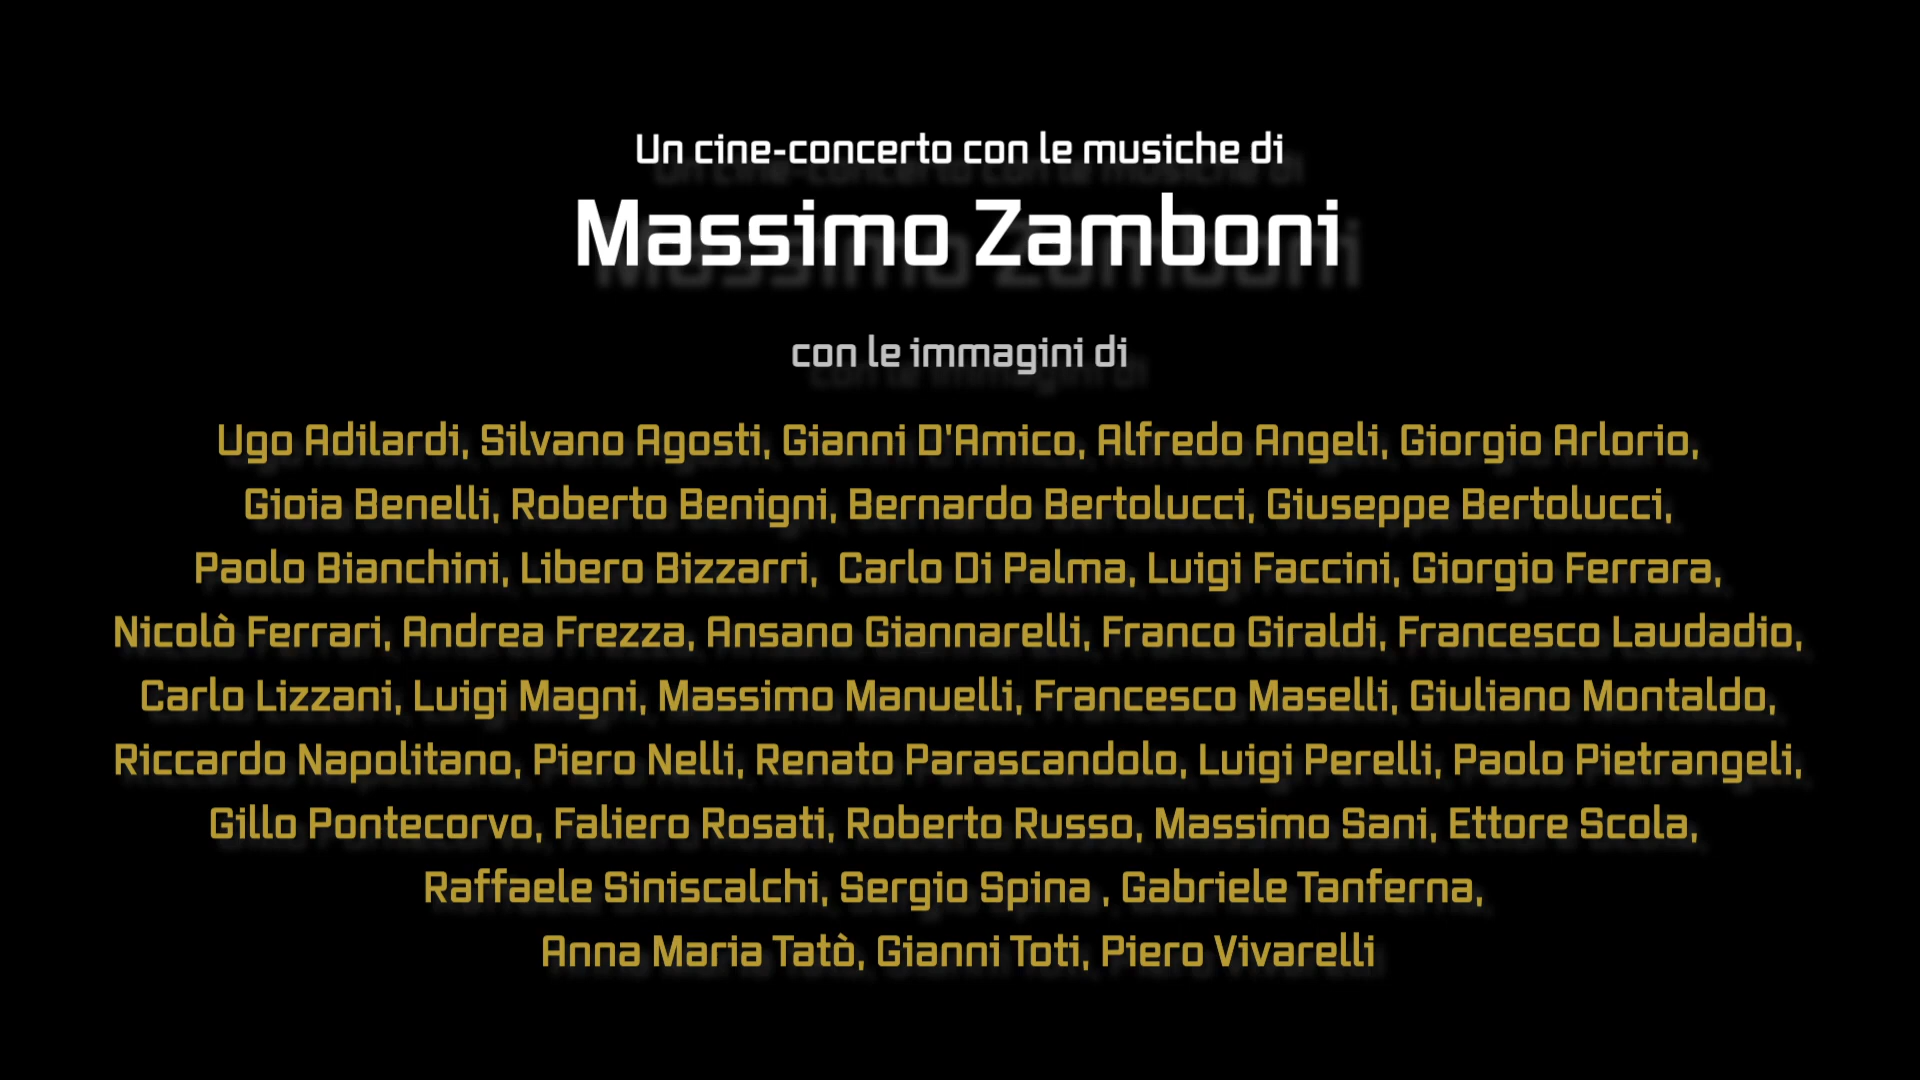 Un cine-concerto con le musiche di
Massimo Zamboni
con le immagini di
Ugo Adilardi, Silvano Agosti, Gianni D'Amico, Alfredo Angeli, Giorgio Arlorio,
Gioia Benelli, Roberto Benigni, Bernardo Bertolucci, Giuseppe Bertolucci,
Paolo Bianchini, Libero Bizzarri,  Carlo Di Palma, Luigi Faccini, Giorgio Ferrara,
Nicolò Ferrari, Andrea Frezza, Ansano Giannarelli, Franco Giraldi, Francesco Laudadio,
Carlo Lizzani, Luigi Magni, Massimo Manuelli, Francesco Maselli, Giuliano Montaldo,
Riccardo Napolitano, Piero Nelli, Renato Parascandolo, Luigi Perelli, Paolo Pietrangeli,
Gillo Pontecorvo, Faliero Rosati, Roberto Russo, Massimo Sani, Ettore Scola,
Raffaele Siniscalchi, Sergio Spina , Gabriele Tanferna,
Anna Maria Tatò, Gianni Toti, Piero Vivarelli